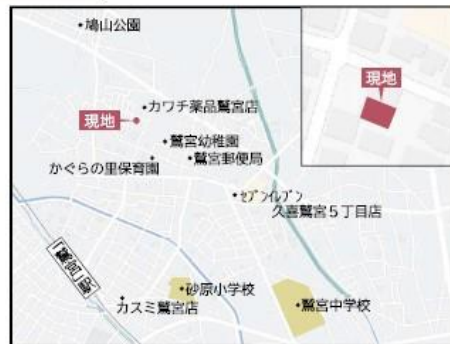 鳩山公園
現地
カワチ薬品鷲宮店
現地
鷲宮幼稚園
かぐらの里保育園
鷲宮郵便局
セブンイレブン
久喜鷲宮5丁目店
「鷲宮」駅
砂原小学校
カスミ鷲宮店
鷲宮中学校